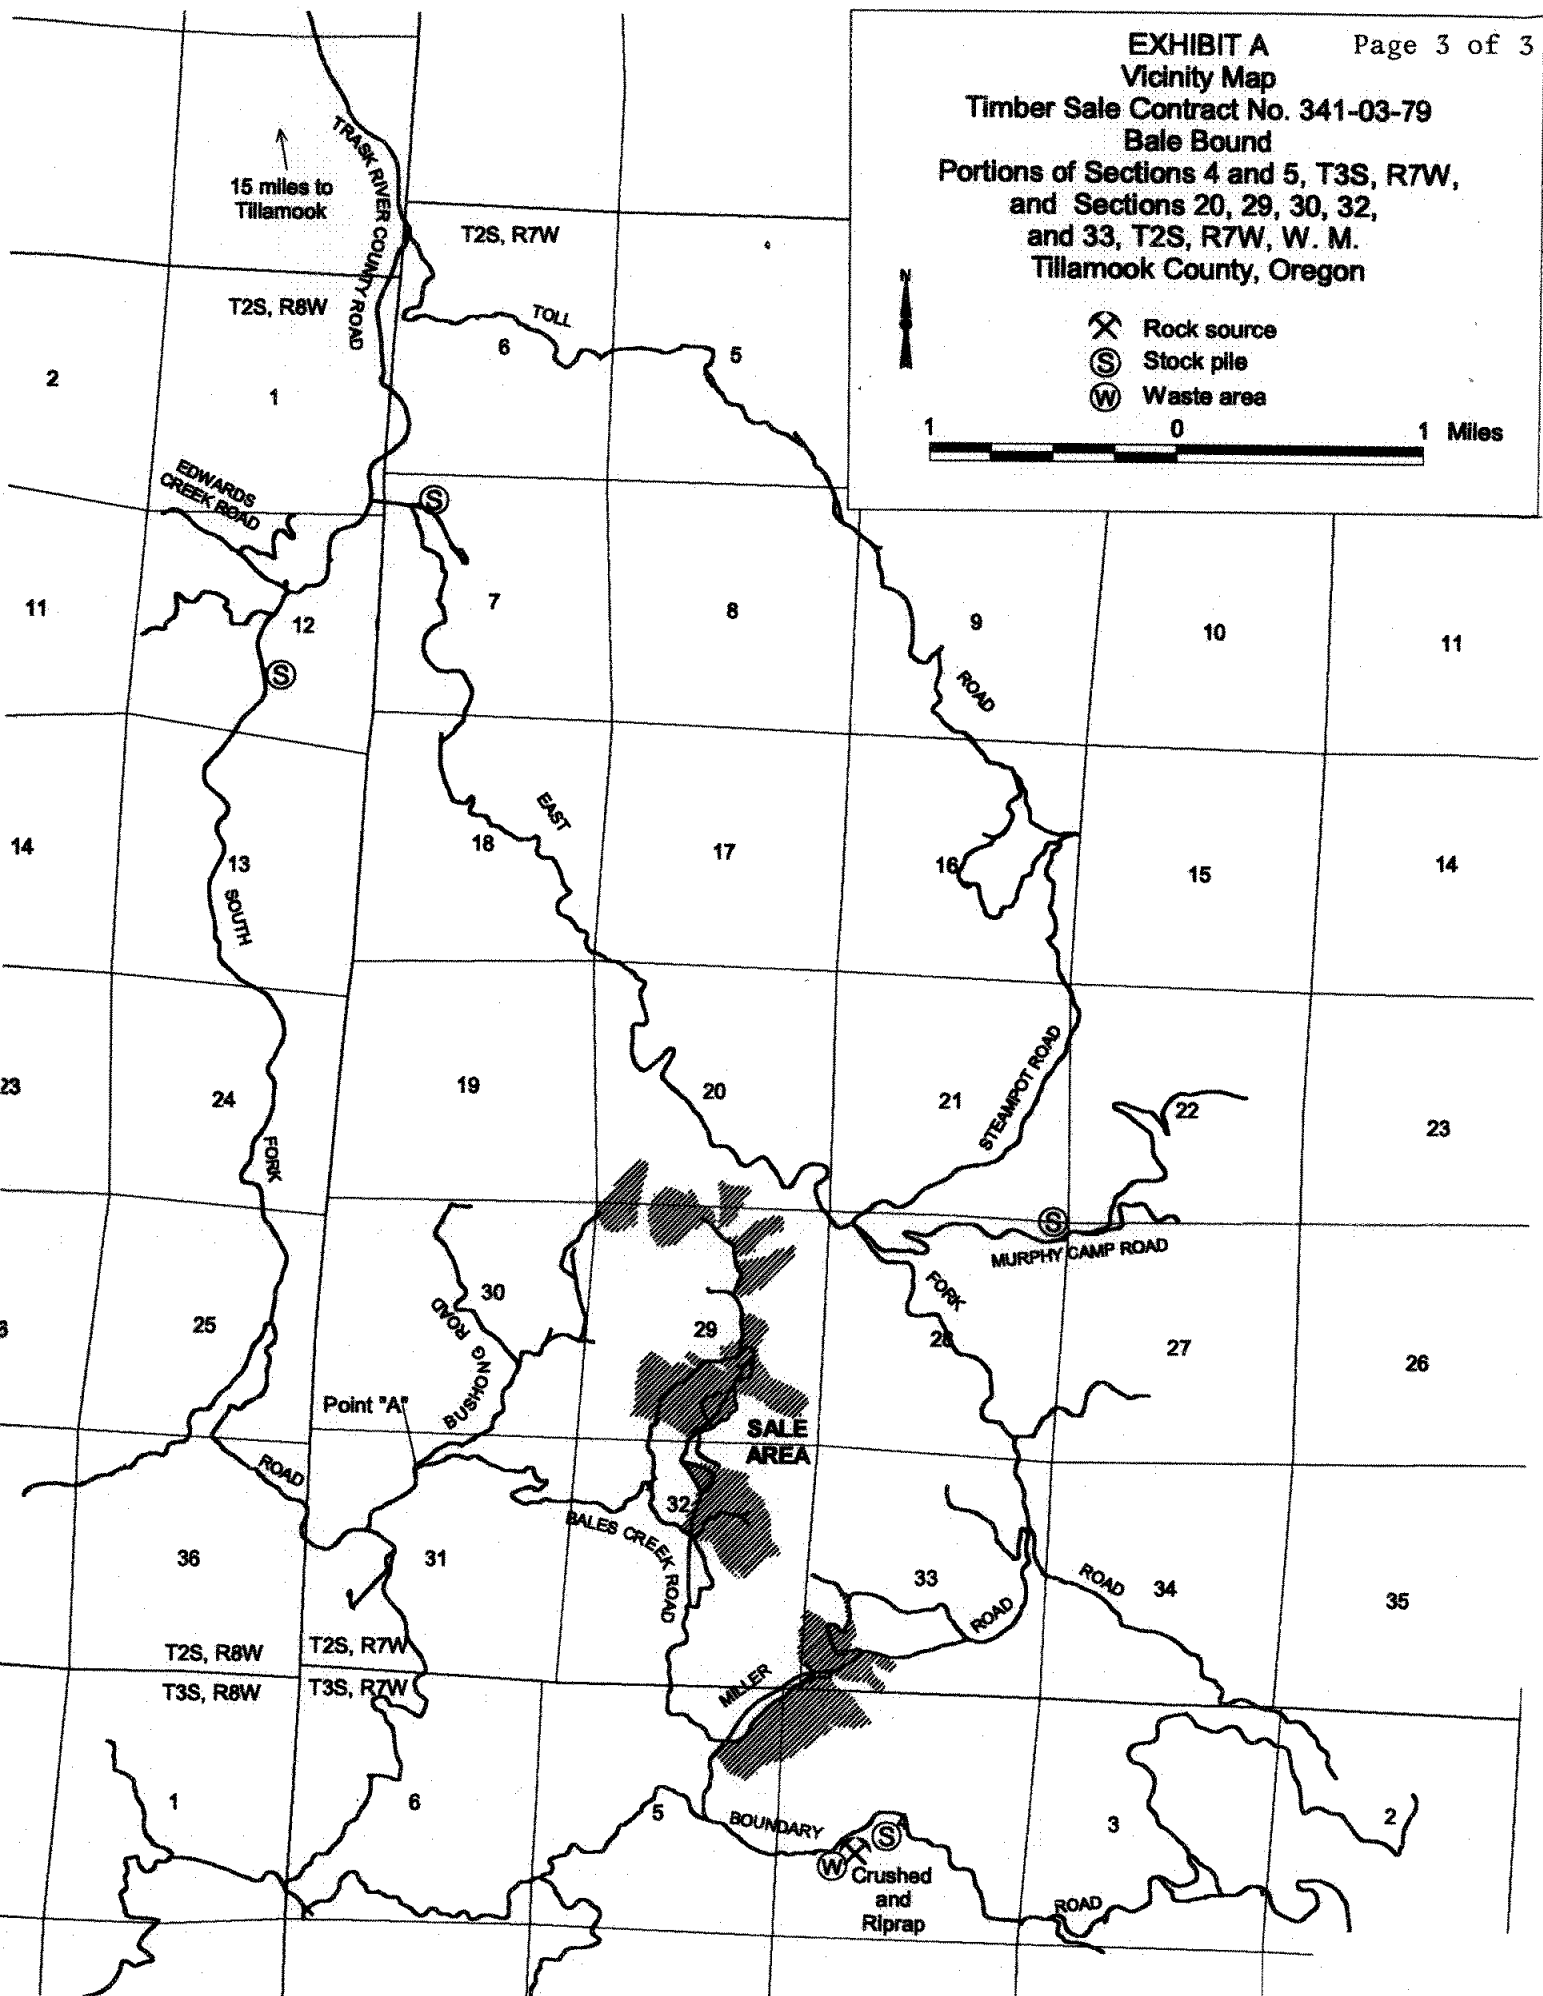 EXHIBIT A
Page 3 of 3
Vicinity Map
Timber Sale Contract No. 341-03-79
Bale Bound
Portions of Sections 4 and 5, T3S, R7W,
and Sections 20, 29, 30, 32,
and 33, T2S, R7W, W. M.
Tillamook County, Oregon
N
Rock source
S Stock pile
W Waste area
1 0 1 Miles
TRASK RIVER COUNTY ROAD
15 miles to
Tillamook
T2S, R7W
T2S, R8W
TOLL
6
5
2
1
EDWARDS
CREEK ROAD
S
11
12
7
8
9
10
11
S
ROAD
EAST
14
13
18
17
16
15
14
SOUTH
STEAMPOT ROAD
23
24
19
20
21
22
23
FORK
S
MURPHY CAMP ROAD
FORK
25
30
29
28
27
26
BUSHONG ROAD
Point "A"
SALE
AREA
ROAD
32
BALES CREEK ROAD
36
31
33
ROAD
34
35
ROAD
T2S, R8W
T2S, R7W
T3S, R8W
T3S, R7W
MILLER
1
6
5
BOUNDARY
3
2
S
W
Crushed
and
Riprap
ROAD